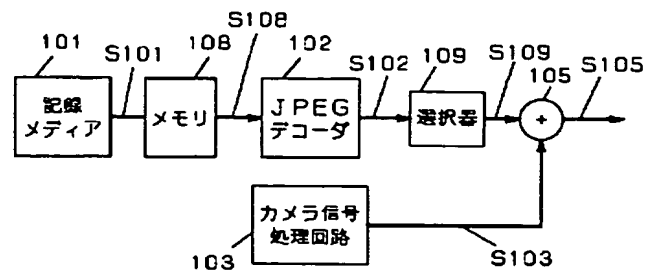 101
S101
108
S108
102
S102
109
S109
105
S105
記録
メディア
メモリ
JPEG
デコーダ
選択器
+
カメラ信号
処理回路
103
S103